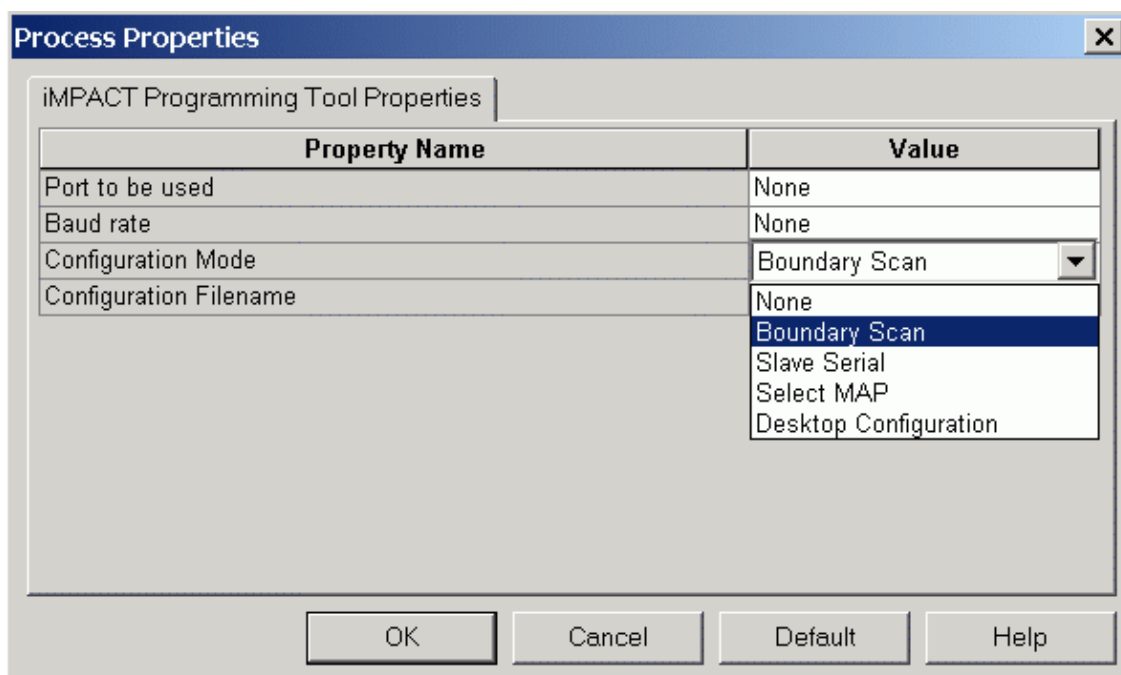 Process Properties
iMPACT Programming Tool Properties
Property Name Value
Port to be used None
Baud rate None
Configuration Mode Boundary Scan
Configuration Filename
None
Boundary Scan
Slave Serial
Select MAP
Desktop Configuration
OK Cancel Default Help